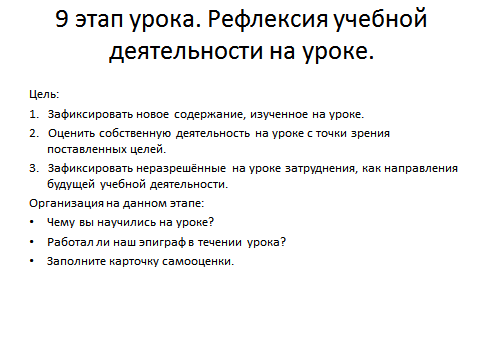 9 этап урока. Рефлексия учебной
деятельности на уроке.
Цель:
1. Зафиксировать новое содержание, изученное на уроке.
2. Оценить собственную деятельность на уроке с точки зрения
поставленных целей.
3. Зафиксировать неразрешённые на уроке затруднения, как направления
будущей учебной деятельности.
Организация на данном этапе:
• Чему вы научились на уроке?
• Работал ли наш эпиграф в течении урока?
• Заполните карточку самооценки.